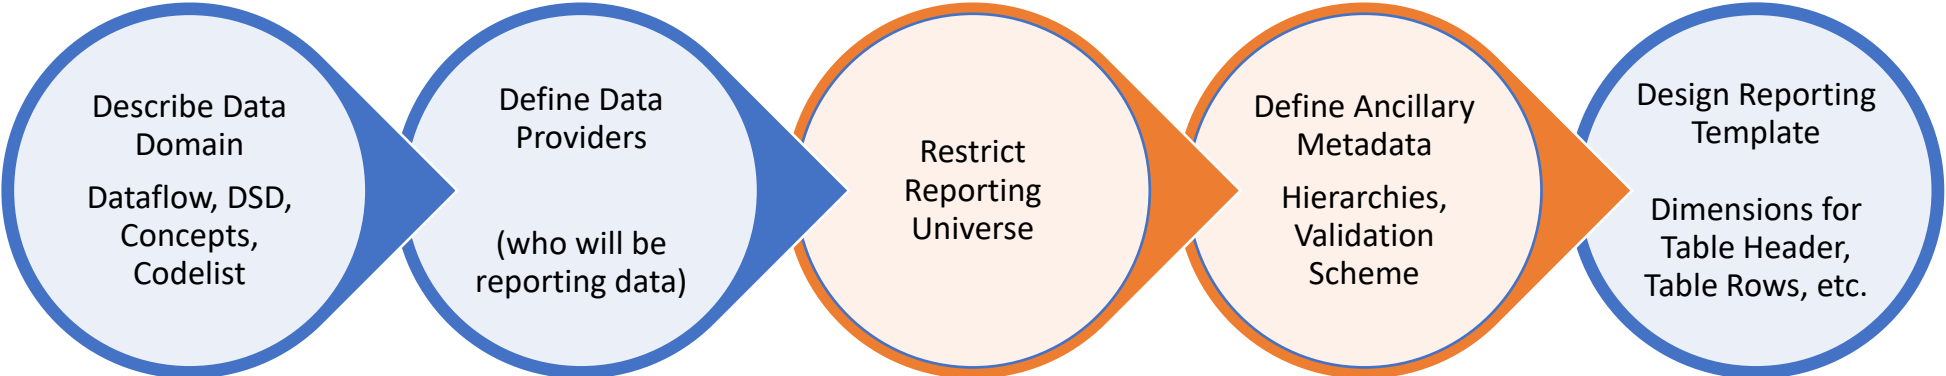 Describe Data
Domain
Dataflow, DSD,
Concepts,
Codelist
Define Data
Providers
(who will be
reporting data)
Restrict
Reporting
Universe
Define Ancillary
Metadata
Hierarchies,
Validation
Scheme
Design Reporting
Template
Dimensions for
Table Header,
Table Rows, etc.